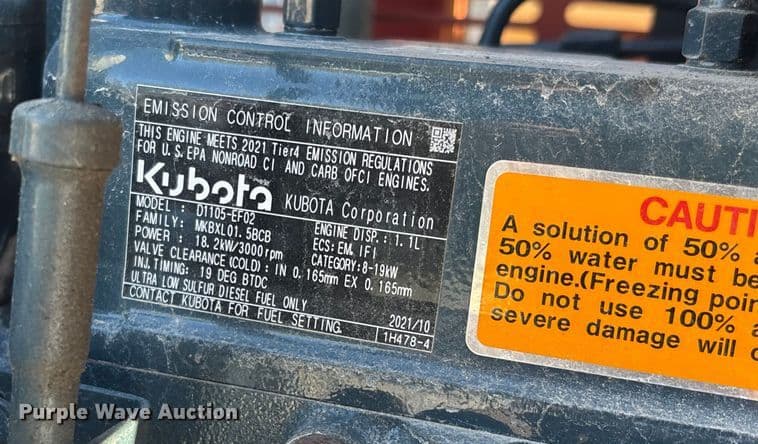 EMISSION CONTROL INFORMATION
THIS ENGINE MEETS 2021 Tier4 EMISSION REGULATIONS
FOR U.S. EPA NONROAD CI AND CARB OFCI ENGINES.
Kubota KUBOTA Corporation
MODEL : D1105-EF02
ENGINE DISP.: 1.1L
FAMILY: MKBXL01.5BCB
ECS: EM, IFI
POWER : 18.2kW/3000rpm
CATEGORY:8-19kW
VALVE CLEARANCE(COLD): IN 0.165mm EX 0.165mm
INJ.TIMING: 19 DEG BTDC
ULTRA LOW SULFUR DIESEL FUEL ONLY
CONTACT KUBOTA FOR FUEL SETTING.
2021/10
1H478-4
CAUTI
A solution of 50%
50% water must be
engine.(Freezing poin
Do not use 100%
severe damage will
Purple Wave Auction